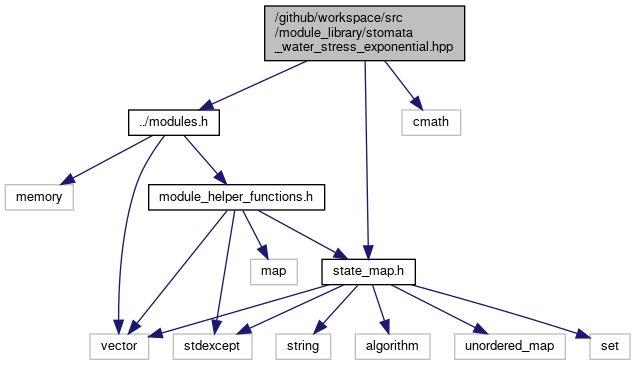 /github/workspace/src
/module_library/stomata
_water_stress_exponential.hpp
../modules.h
cmath
memory
module_helper_functions.h
map
state_map.h
vector
stdexcept
string
algorithm
unordered_map
set